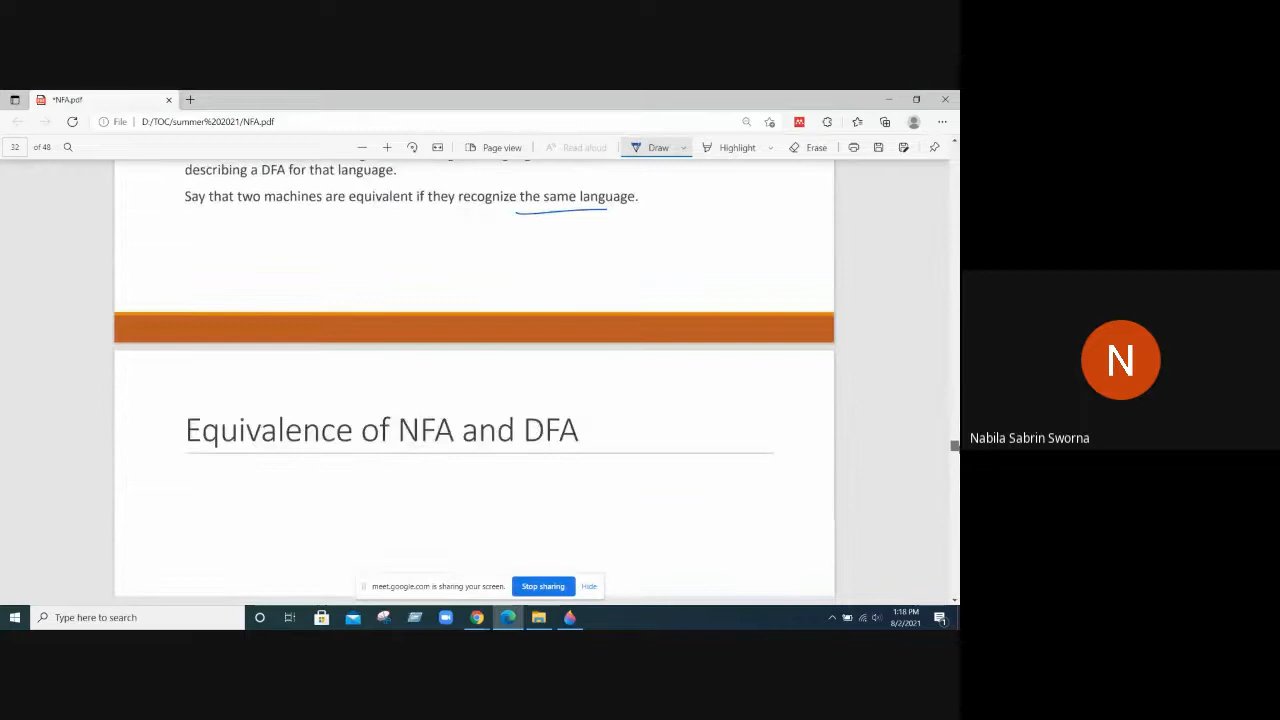 *NFA.pdf
File
D:/TOC/summer%202021/NFA.pdf
32 of 48
Page view
Read aloud
Draw
Highlight
Erase
describing a DFA for that language.
Say that two machines are equivalent if they recognize the same language.
Equivalence of NFA and DFA
meet.google.com is sharing your screen.
Stop sharing
Hide
Type here to search
1:18 PM
8/2/2021
N
Nabila Sabrin Sworna